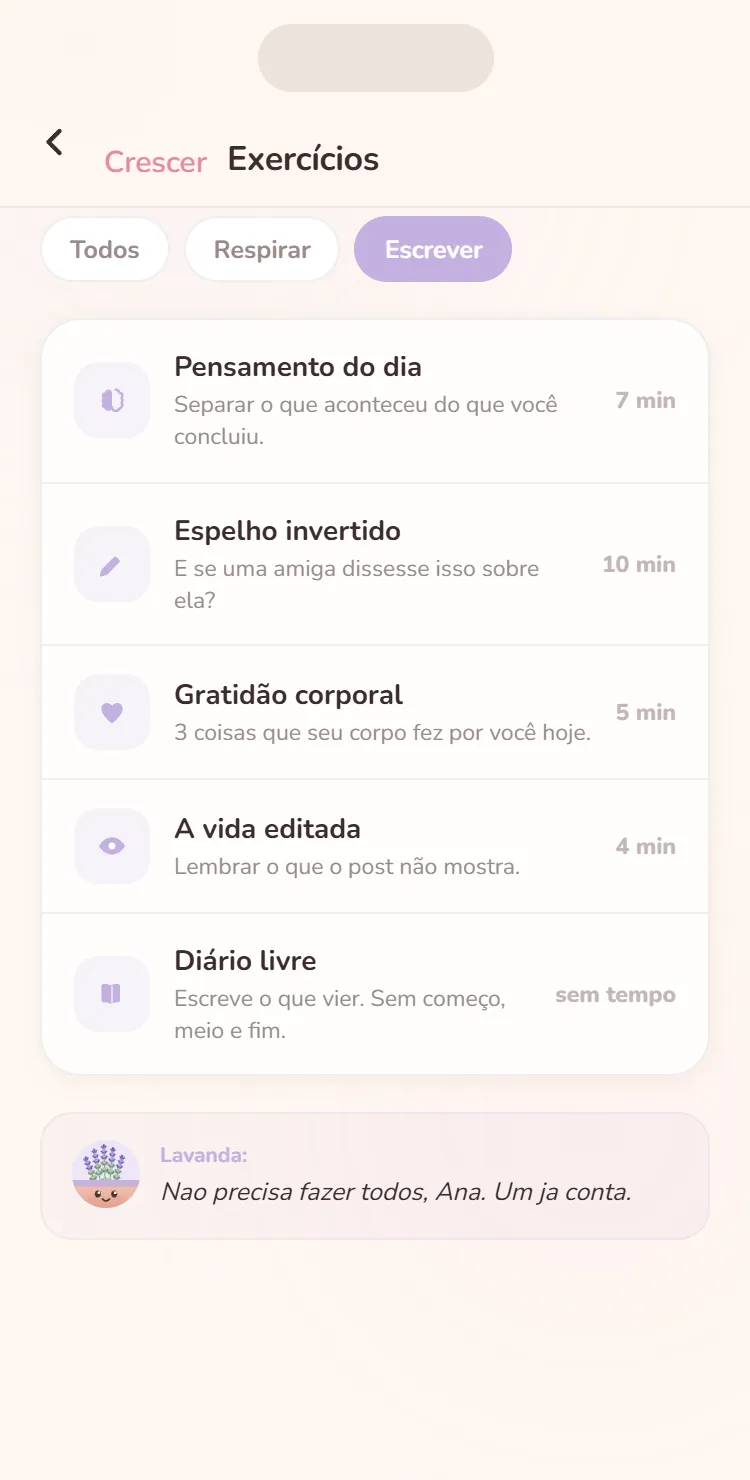 Crescer Exercícios
Todos Respirar Escrever
Pensamento do dia
Separar o que aconteceu do que você
concluiu.
7 min
Espelho invertido
E se uma amiga dissesse isso sobre
ela?
10 min
Gratidão corporal
3 coisas que seu corpo fez por você hoje.
5 min
A vida editada
Lembrar o que o post não mostra.
4 min
Diário livre
Escreve o que vier. Sem começo,
meio e fim.
sem tempo
Lavanda:
Nao precisa fazer todos, Ana. Um ja conta.